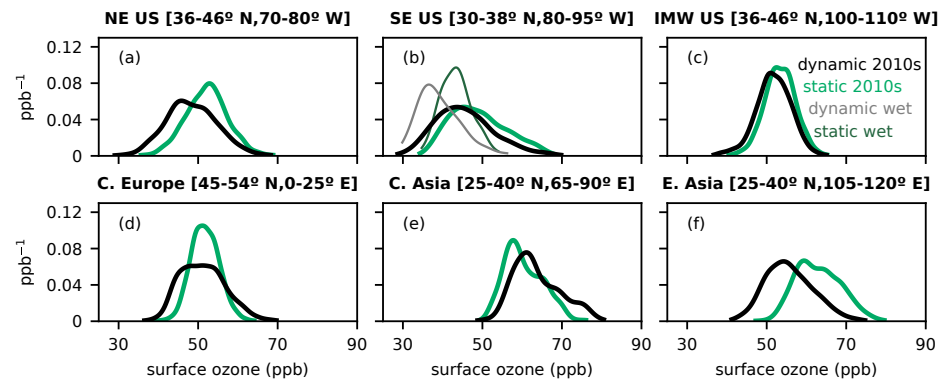 NE US [36-46º N,70-80º W]
SE US [30-38º N,80-95º W]
IMW US [36-46º N,100-110º W]
0.12
0.08
0.04
0
ppb⁻¹
(a)
(b)
(c)
dynamic 2010s
static 2010s
dynamic wet
static wet
C. Europe [45-54º N,0-25º E]
C. Asia [25-40º N,65-90º E]
E. Asia [25-40º N,105-120º E]
0.12
0.08
0.04
0
ppb⁻¹
(d)
(e)
(f)
30 50 70 90
30 50 70 90
30 50 70 90
surface ozone (ppb)
surface ozone (ppb)
surface ozone (ppb)